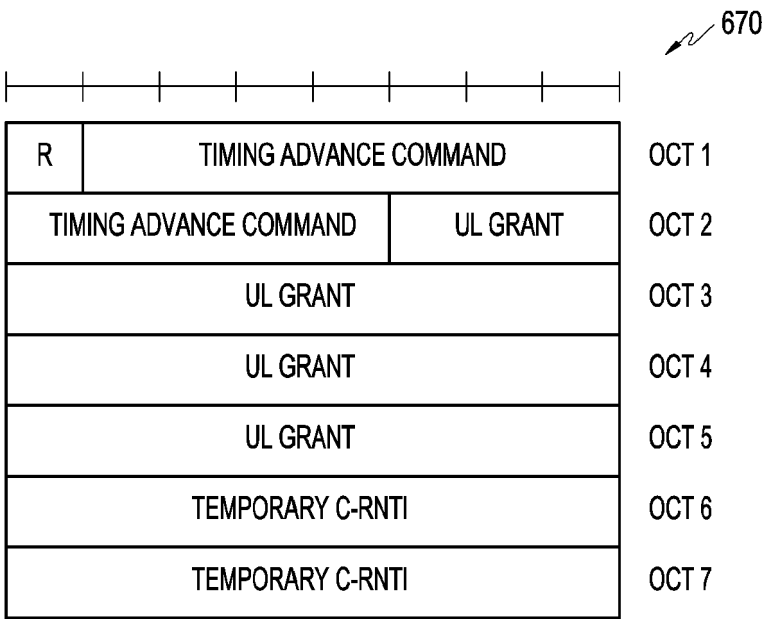 670
R TIMING ADVANCE COMMAND OCT 1
TIMING ADVANCE COMMAND UL GRANT OCT 2
UL GRANT OCT 3
UL GRANT OCT 4
UL GRANT OCT 5
TEMPORARY C-RNTI OCT 6
TEMPORARY C-RNTI OCT 7